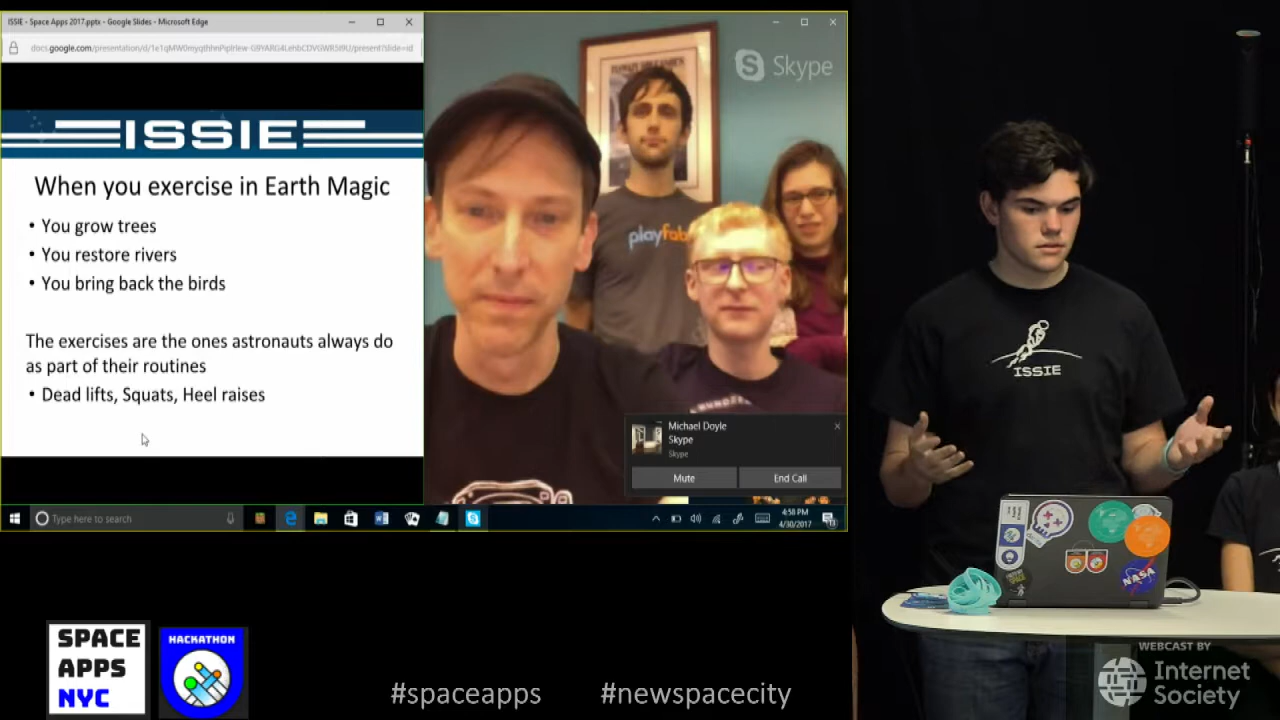 ISSIE - Space Apps 2017.pptx - Google Slides - Microsoft Edge
ISSIE
When you exercise in Earth Magic
• You grow trees
• You restore rivers
• You bring back the birds
The exercises are the ones astronauts always do
as part of their routines
• Dead lifts, Squats, Heel raises
Type here to search
Skype
playfab
Michael Doyle
Skype
Skype
Mute
End Call
4:58 PM
4/30/2017
ISSIE
NASA
SPACE
APPS
NYC
HACKATHON
#spaceapps
#newspacecity
WEBCAST BY
Internet
Society